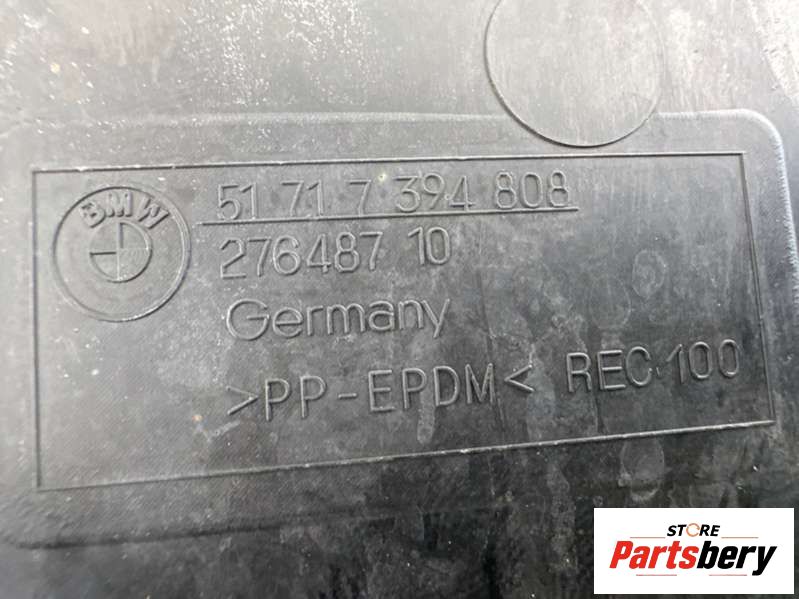 BMW
51 71 7 394 808
276487 10
Germany
>PP-EPDM< REC 100
STORE
Partsbery